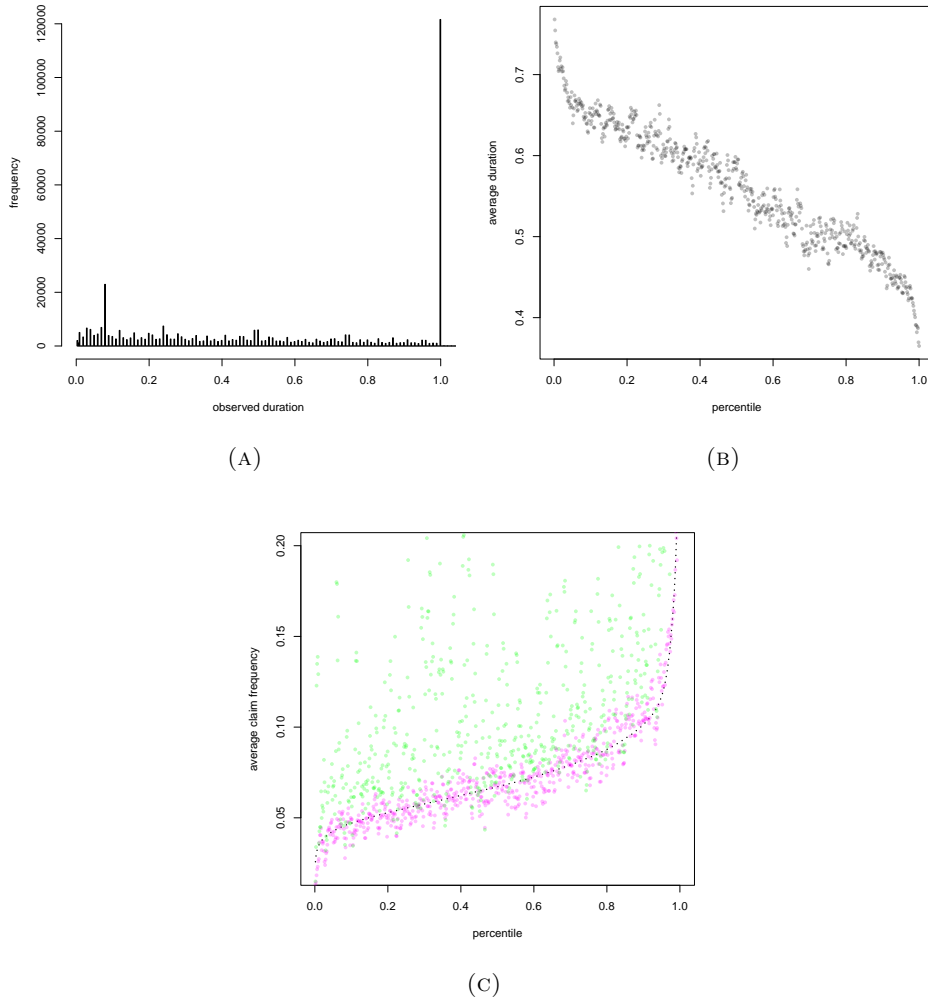 frequency
0
20000
40000
60000
80000
100000
120000
0.0 0.2 0.4 0.6 0.8 1.0
observed duration
(A)
average duration
0.4
0.5
0.6
0.7
0.0 0.2 0.4 0.6 0.8 1.0
percentile
(B)
average claim frequency
0.05
0.10
0.15
0.20
0.0 0.2 0.4 0.6 0.8 1.0
percentile
(C)